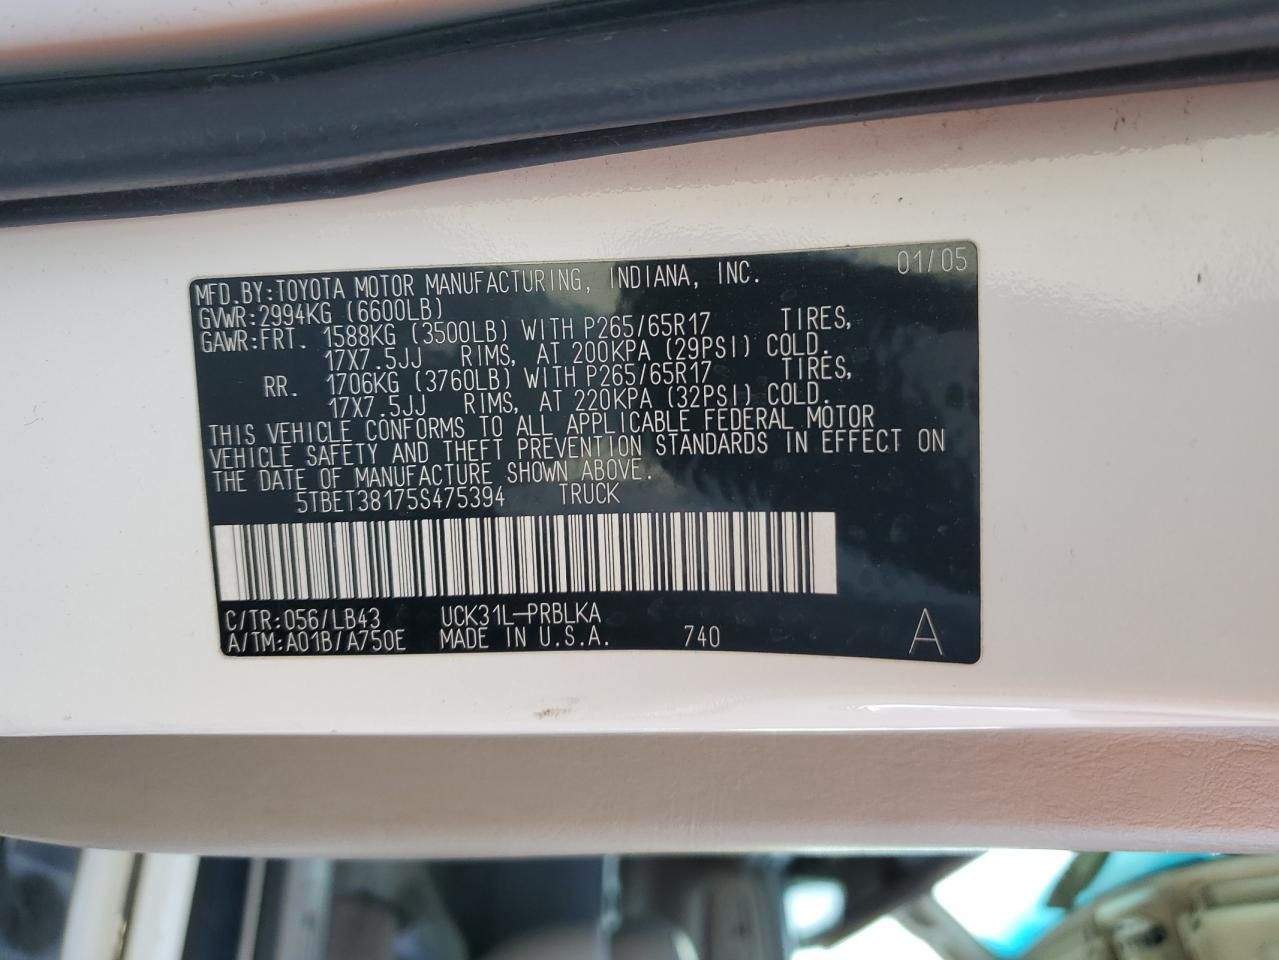 01/05
MFD.BY:TOYOTA MOTOR MANUFACTURING, INDIANA, INC.
GVWR:2994KG (6600LB)
GAWR:FRT. 1588KG (3500LB) WITH P265/65R17 TIRES,
17X7.5JJ RIMS, AT 200KPA (29PSI) COLD.
RR. 1706KG (3760LB) WITH P265/65R17 TIRES,
17X7.5JJ RIMS, AT 220KPA (32PSI) COLD.
THIS VEHICLE CONFORMS TO ALL APPLICABLE FEDERAL MOTOR
VEHICLE SAFETY AND THEFT PREVENTION STANDARDS IN EFFECT ON
THE DATE OF MANUFACTURE SHOWN ABOVE.
5TBET38175S475394 TRUCK
C/TR:056/LB43 UCK31L-PRBLKA
A/TM:A01B/A750E MADE IN U.S.A. 740 A